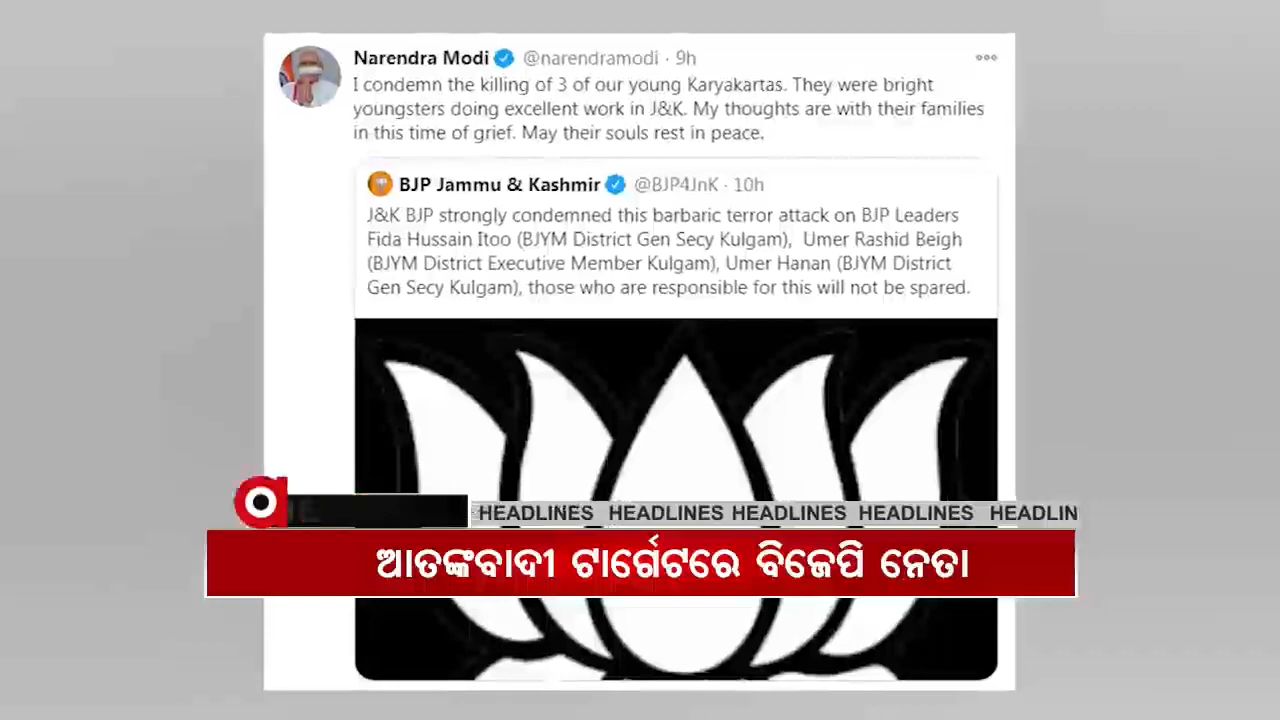 Narendra Modi @narendramodi · 9h
I condemn the killing of 3 of our young Karyakartas. They were bright
youngsters doing excellent work in J&K. My thoughts are with their families
in this time of grief. May their souls rest in peace.
BJP Jammu & Kashmir @BJP4JnK · 10h
J&K BJP strongly condemned this barbaric terror attack on BJP Leaders
Fida Hussain Itoo (BJYM District Gen Secy Kulgam), Umer Rashid Beigh
(BJYM District Executive Member Kulgam), Umer Hanan (BJYM District
Gen Secy Kulgam), those who are responsible for this will not be spared.
HEADLINES HEADLINES HEADLINES HEADLINES HEADLIN
ଆତଙ୍କବାଦୀ ଟାର୍ଗେଟରେ ବିଜେପି ନେତା